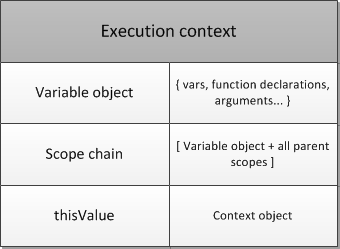 Execution context
Variable object
{ vars, function declarations,
arguments... }
Scope chain
[ Variable object + all parent
scopes ]
thisValue
Context object